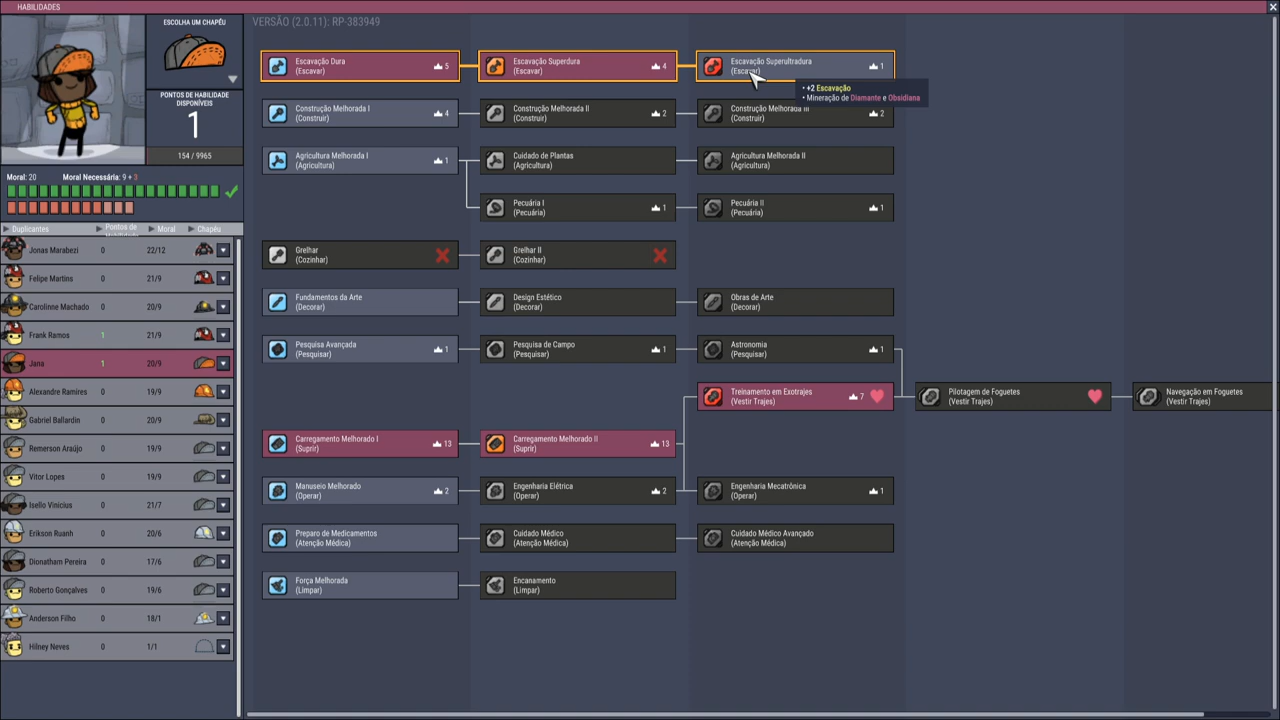 HABILIDADES
ESCOLHA UM CHAPÉU
PONTOS DE HABILIDADE
DISPONÍVEIS
1
154 / 9965
Moral: 20 Moral Necessária: 9 + 3
Duplicantes Pontos de Moral Chapéu
Jonas Marabezi 0 22/12
Felipe Martins 0 21/9
Carolinne Machado 0 20/9
Frank Ramos 1 21/9
Jana 1 20/9
Alexandre Ramires 0 19/9
Gabriel Ballardin 0 20/9
Remerson Araújo 0 19/9
Vitor Lopes 0 19/9
Isello Vinicius 0 21/7
Erikson Ruanh 0 20/6
Dionatham Pereira 0 17/6
Roberto Gonçalves 0 19/6
Anderson Filho 0 18/1
Hilney Neves 0 1/1
VERSÃO (2.0.11): RP-383949
Escavação Dura
(Escavar)
5
Escavação Superdura
(Escavar)
4
Escavação Superultradura
(Escavar)
1
• +2 Escavação
• Mineração de Diamante e Obsidiana
Construção Melhorada I
(Construir)
4
Construção Melhorada II
(Construir)
2
Construção Melhorada III
(Construir)
2
Agricultura Melhorada I
(Agricultura)
1
Cuidado de Plantas
(Agricultura)
Agricultura Melhorada II
(Agricultura)
Pecuária I
(Pecuária)
1
Pecuária II
(Pecuária)
1
Grelhar
(Cozinhar)
Grelhar II
(Cozinhar)
Fundamentos da Arte
(Decorar)
Design Estético
(Decorar)
Obras de Arte
(Decorar)
Pesquisa Avançada
(Pesquisar)
1
Pesquisa de Campo
(Pesquisar)
1
Astronomia
(Pesquisar)
1
Treinamento em Exotrajes
(Vestir Trajes)
7
Pilotagem de Foguetes
(Vestir Trajes)
Navegação em Foguetes
(Vestir Trajes)
Carregamento Melhorado I
(Suprir)
13
Carregamento Melhorado II
(Suprir)
13
Manuseio Melhorado
(Operar)
2
Engenharia Elétrica
(Operar)
2
Engenharia Mecatrônica
(Operar)
1
Preparo de Medicamentos
(Atenção Médica)
Cuidado Médico
(Atenção Médica)
Cuidado Médico Avançado
(Atenção Médica)
Força Melhorada
(Limpar)
Encanamento
(Limpar)